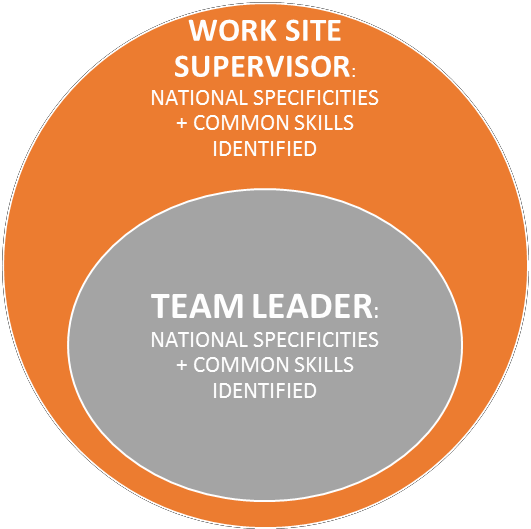 WORK SITE
SUPERVISOR:
NATIONAL SPECIFICITIES
+ COMMON SKILLS
IDENTIFIED
TEAM LEADER:
NATIONAL SPECIFICITIES
+ COMMON SKILLS
IDENTIFIED